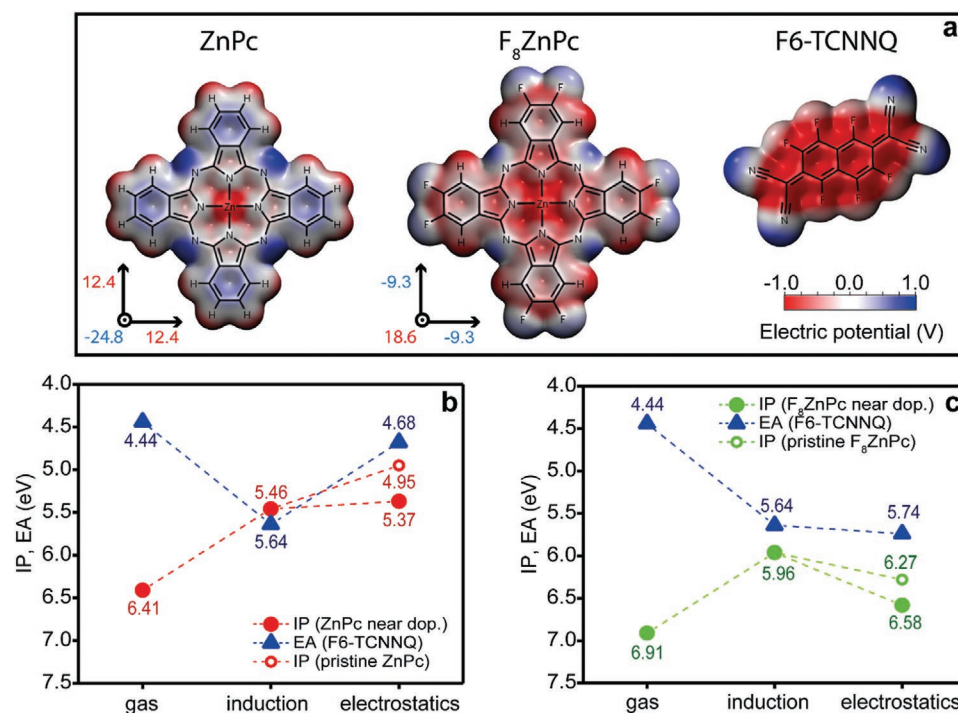 a
ZnPc
F₈ZnPc
F6-TCNNQ
H H
H H
N N
H H
H N H
N Zn N
H N H
H H
N N
H H
H H
12.4
-24.8 12.4
F F
H H
N N
H H
F N F
N Zn N
F N F
H H
N N
H H
F F
-9.3
18.6 -9.3
N
N
F F F
F F F
N
N
-1.0 0.0 1.0
Electric potential (V)
b
IP, EA (eV)
4.0
4.5
5.0
5.5
6.0
6.5
7.0
7.5
4.44
6.41
5.46
5.64
4.68
4.95
5.37
IP (ZnPc near dop.)
EA (F6-TCNNQ)
IP (pristine ZnPc)
gas induction electrostatics
c
IP, EA (eV)
4.0
4.5
5.0
5.5
6.0
6.5
7.0
7.5
IP (F₈ZnPc near dop.)
EA (F6-TCNNQ)
IP (pristine F₈ZnPc)
4.44
6.91
5.64
5.96
5.74
6.27
6.58
gas induction electrostatics